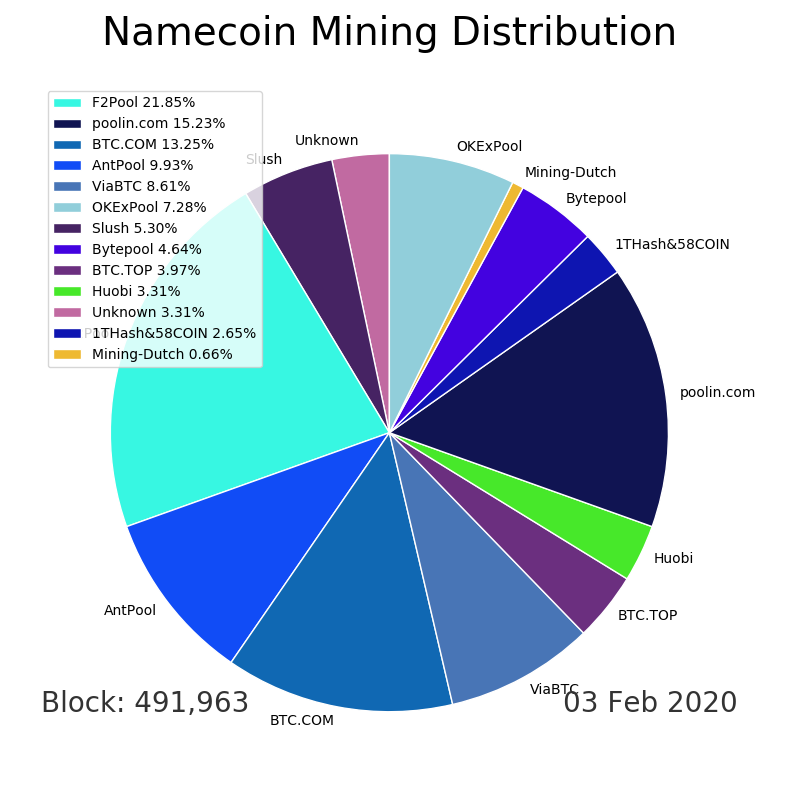 Namecoin Mining Distribution
F2Pool 21.85%
poolin.com 15.23%
BTC.COM 13.25%
AntPool 9.93%
ViaBTC 8.61%
OKExPool 7.28%
Slush 5.30%
Bytepool 4.64%
BTC.TOP 3.97%
Huobi 3.31%
Unknown 3.31%
1THash&58COIN 2.65%
Mining-Dutch 0.66%
Slush
Unknown
OKExPool
Mining-Dutch
Bytepool
1THash&58COIN
poolin.com
Huobi
BTC.TOP
ViaBTC
BTC.COM
AntPool
Block: 491,963
03 Feb 2020